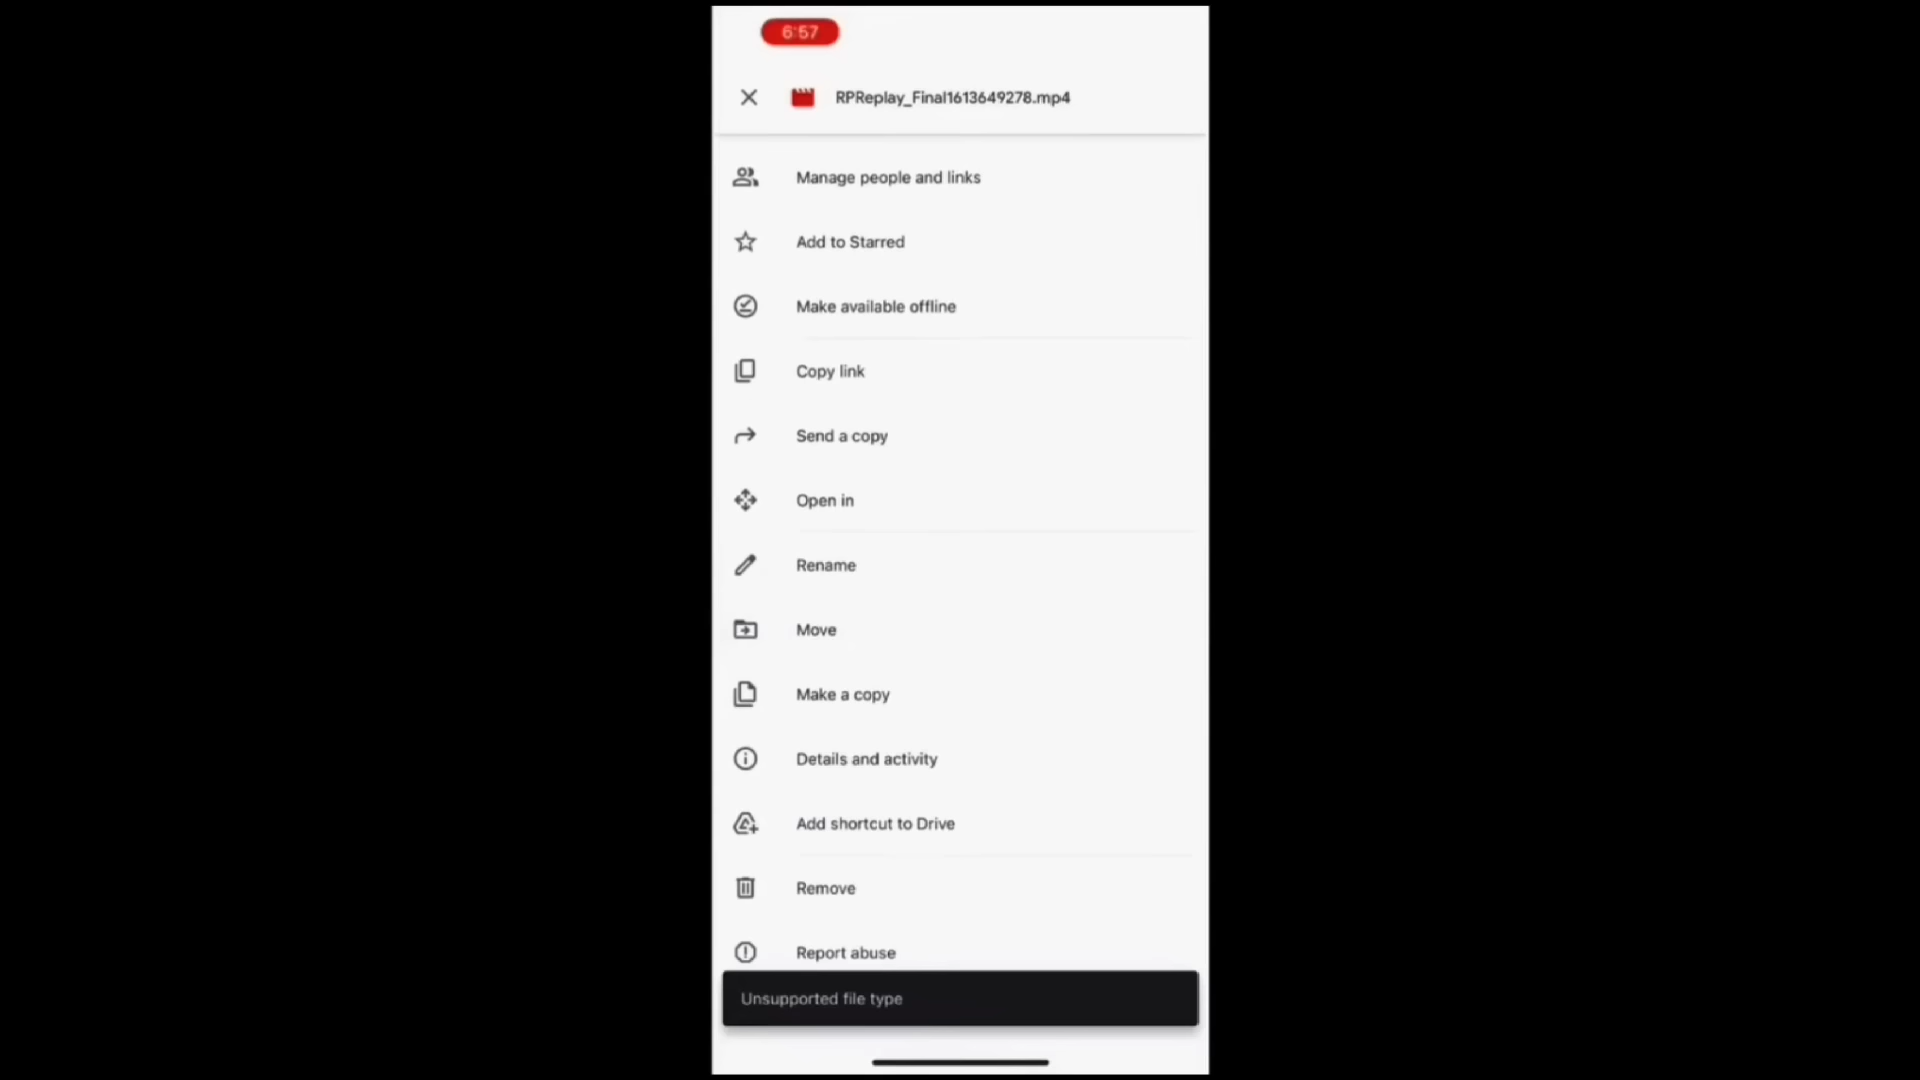 6:57
RPReplay_Final1613649278.mp4
Manage people and links
Add to Starred
Make available offline
Copy link
Send a copy
Open in
Rename
Move
Make a copy
Details and activity
Add shortcut to Drive
Remove
Report abuse
Unsupported file type